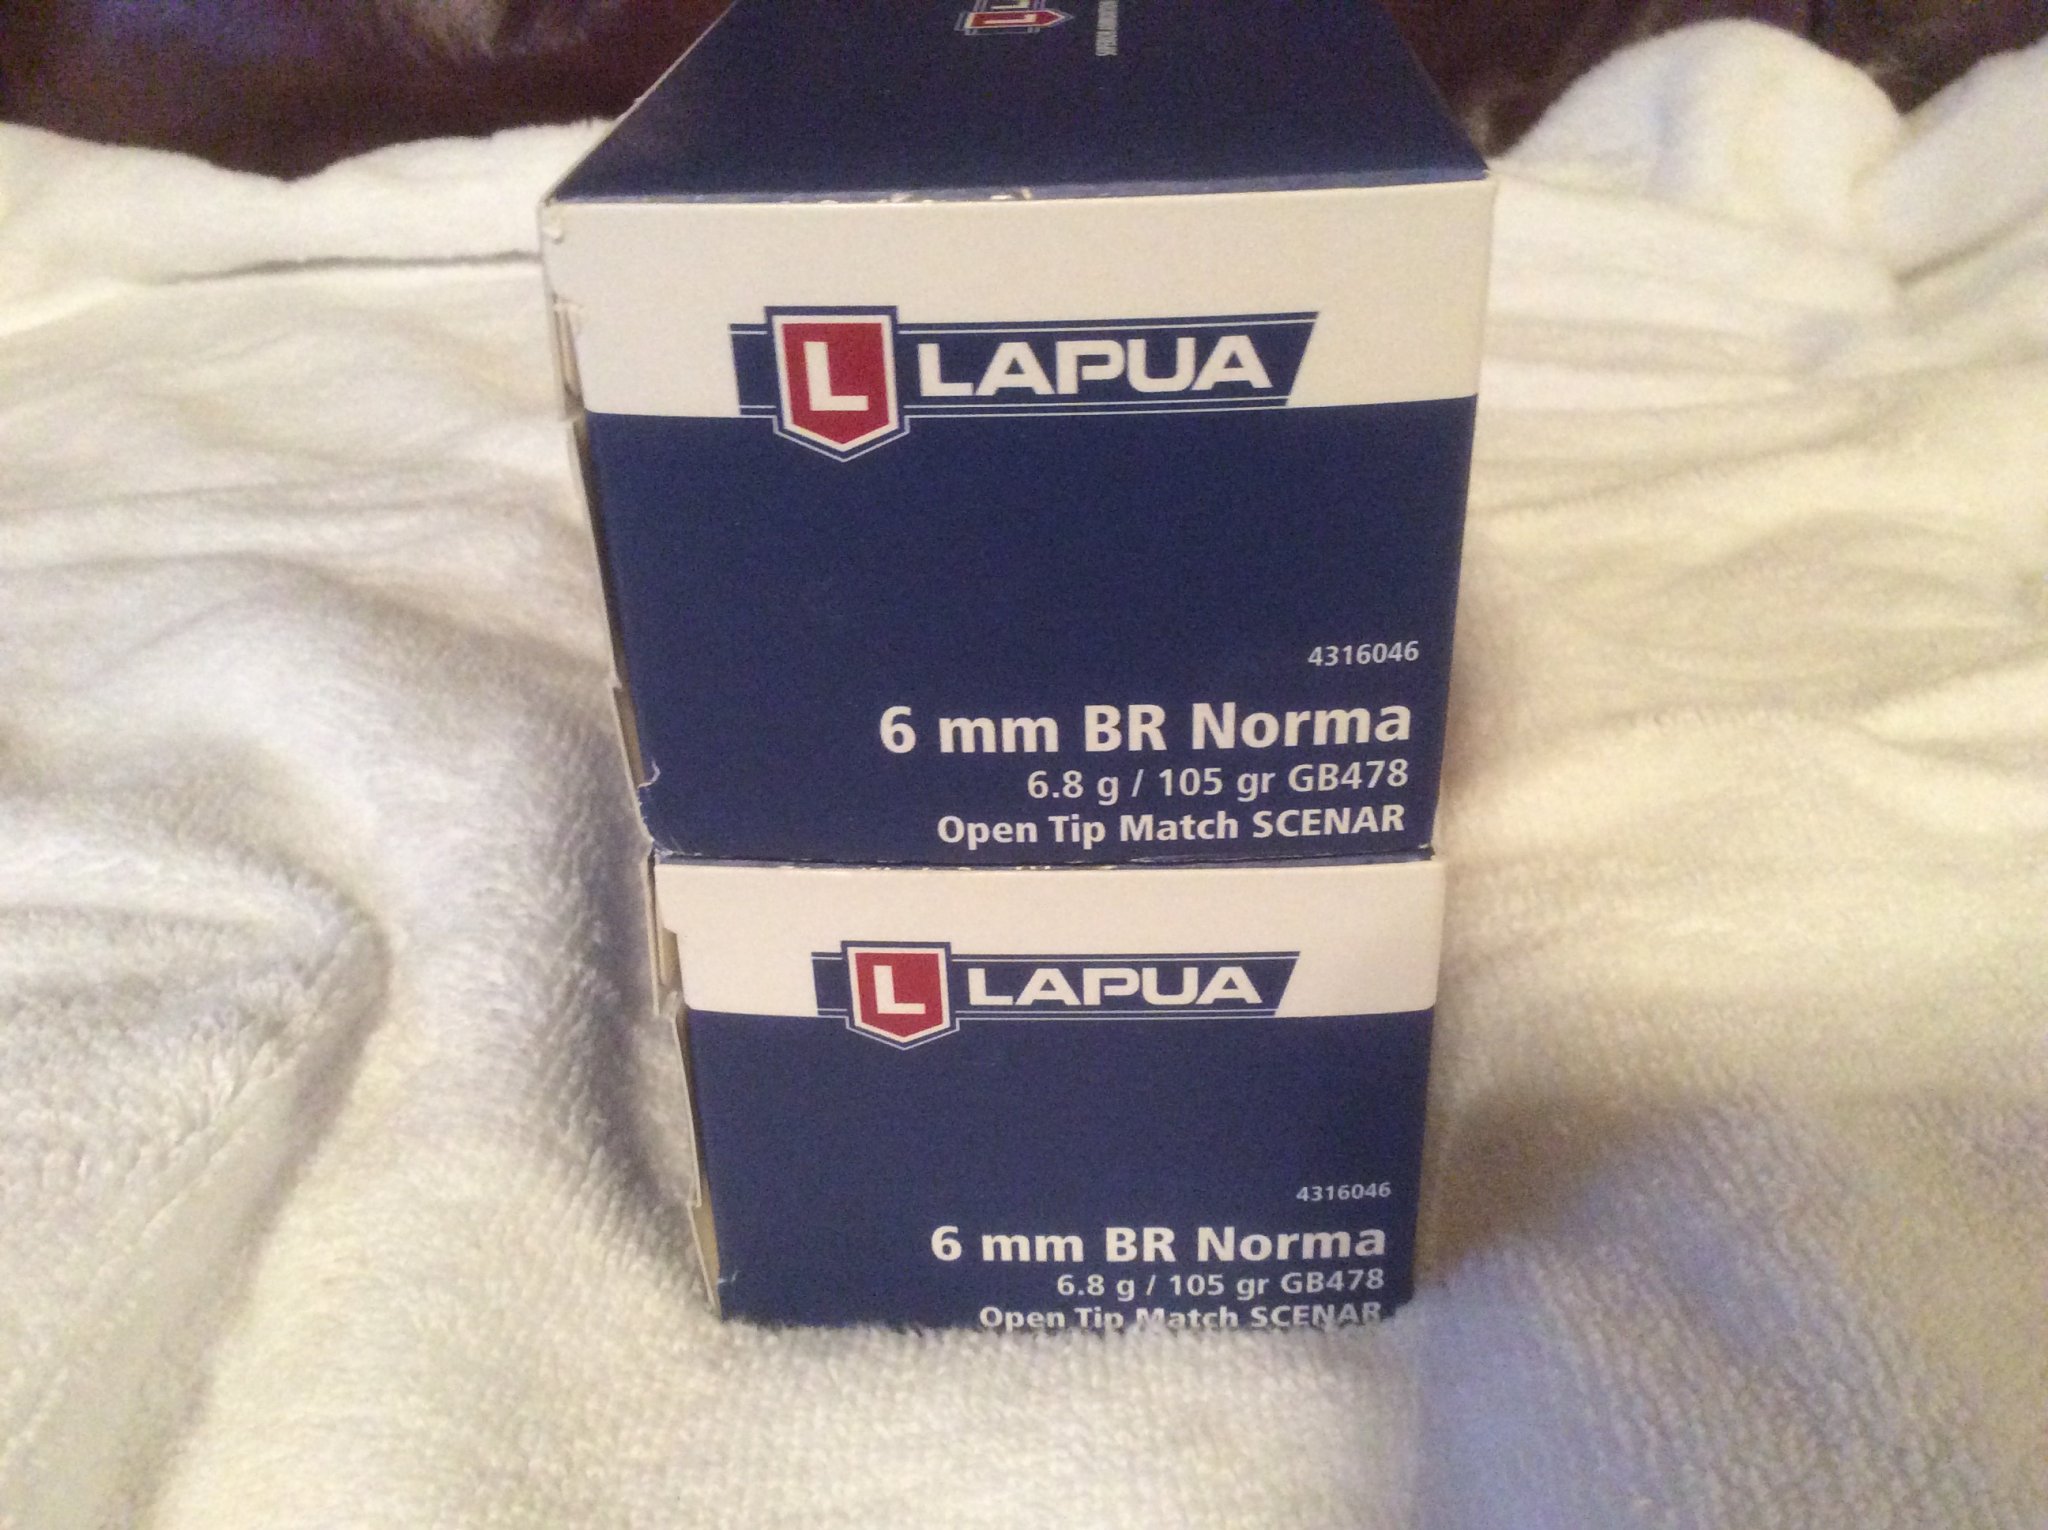 L LAPUA
4316046
6 mm BR Norma
6.8 g / 105 gr GB478
Open Tip Match SCENAR
L LAPUA
4316046
6 mm BR Norma
6.8 g / 105 gr GB478
Open Tip Match SCENAR